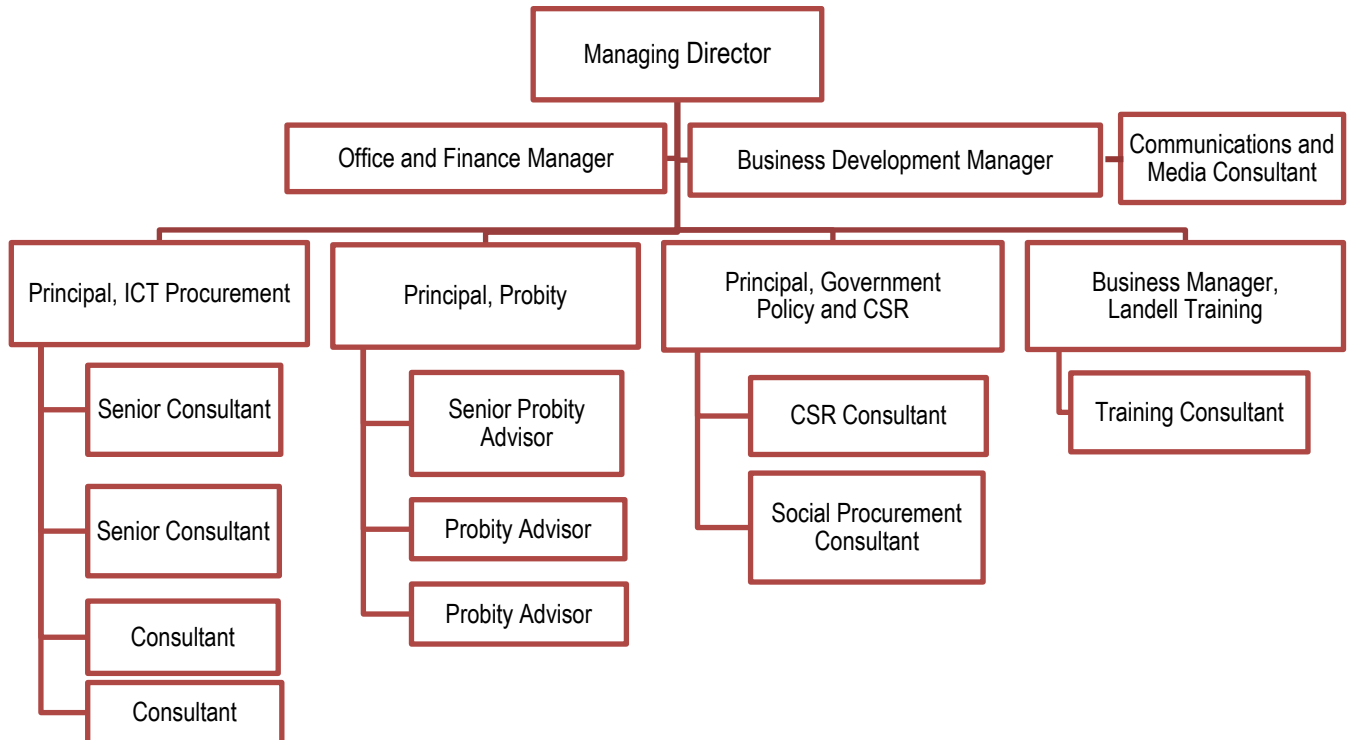 Managing Director
Office and Finance Manager
Business Development Manager
Communications and
Media Consultant
Principal, ICT Procurement
Principal, Probity
Principal, Government
Policy and CSR
Business Manager,
Landell Training
Senior Consultant
Senior Consultant
Consultant
Consultant
Senior Probity
Advisor
Probity Advisor
Probity Advisor
CSR Consultant
Social Procurement
Consultant
Training Consultant